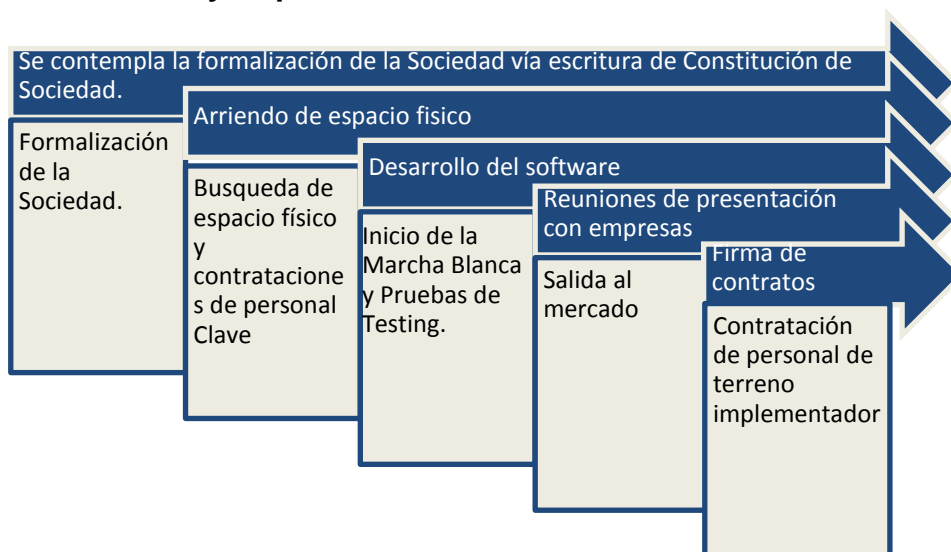 Se contempla la formalización de la Sociedad vía escritura de Constitución de
Sociedad.
Formalización
de la
Sociedad.
Arriendo de espacio fisico
Busqueda de
espacio físico
y
contratacione
s de personal
Clave
Desarrollo del software
Inicio de la
Marcha Blanca
y Pruebas de
Testing.
Reuniones de presentación
con empresas
Salida al
mercado
Firma de
contratos
Contratación
de personal de
terreno
implementador